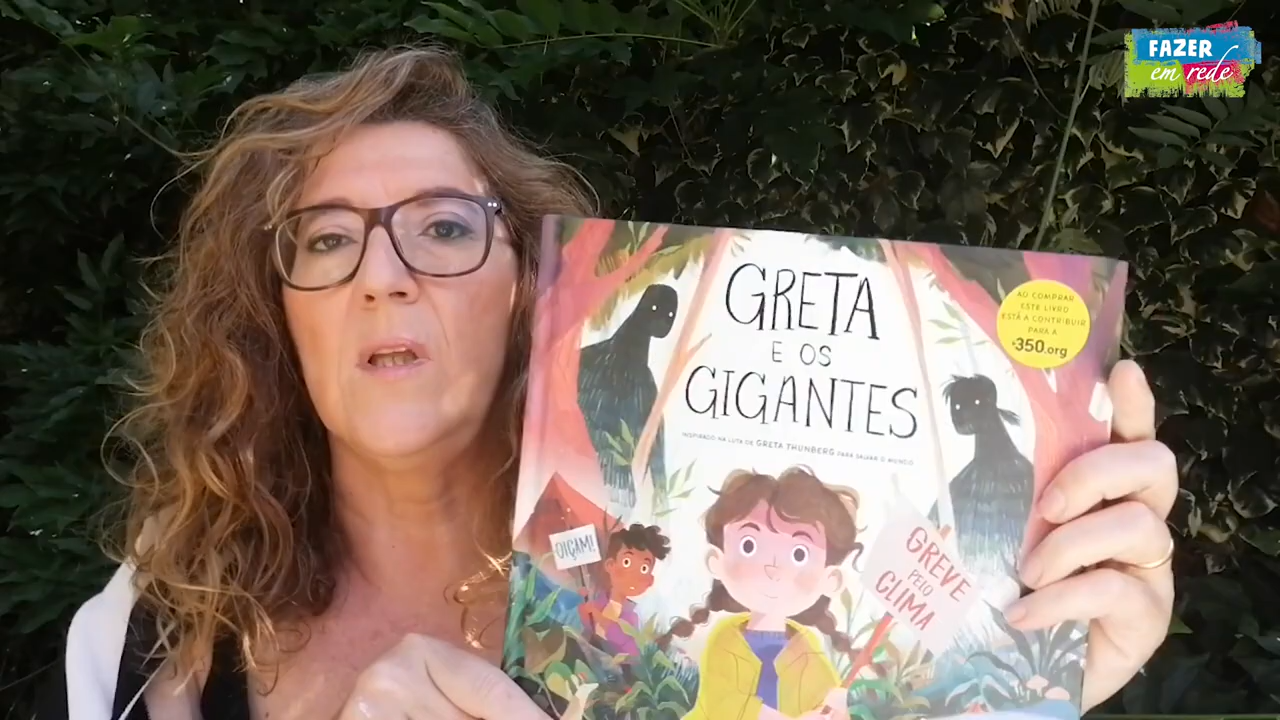 FAZER
em rede
GRETA
E OS
GIGANTES
INSPIRADO NA LUTA DE GRETA THUNBERG PARA SALVAR O MUNDO
AO COMPRAR
ESTE LIVRO
ESTÁ A CONTRIBUIR
PARA A
350.org
OIÇAM!
GREVE
PELO
CLIMA